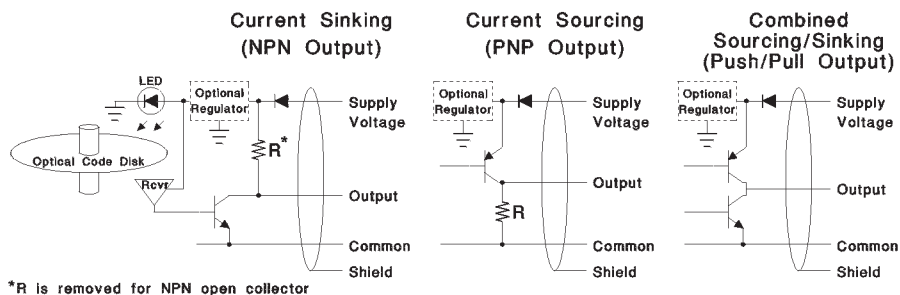 Current Sinking
(NPN Output)
LED
Optional
Regulator
Supply
Voltage
R*
Optical Code Disk
Rcvr
Output
Common
Shield
*R is removed for NPN open collector
Current Sourcing
(PNP Output)
Optional
Regulator
Supply
Voltage
Output
R
Common
Shield
Combined
Sourcing/Sinking
(Push/Pull Output)
Optional
Regulator
Supply
Voltage
Output
Common
Shield